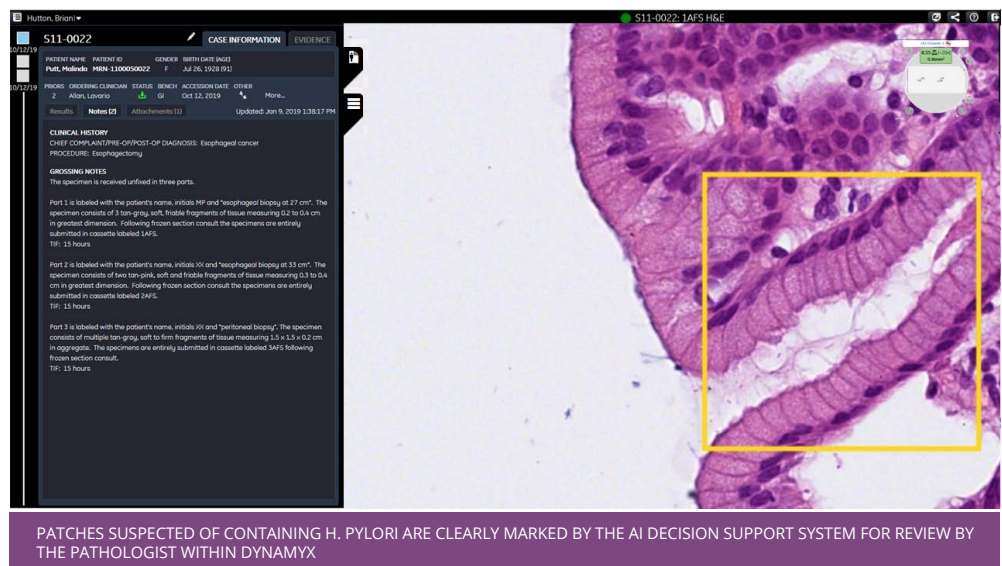 Hutton, Brian
S11-0022: 1AFS H&E
10/12/19
10/12/19
S11-0022
CASE INFORMATION
EVIDENCE
PATIENT NAME PATIENT ID GENDER BIRTH DATE (AGE)
Putt, Molinda MRN-1100050022 F Jul 26, 1928 (91)
PRIORS ORDERING CLINICIAN STATUS BENCH ACCESSION DATE OTHER
2 Allan, Lavario GI Oct 12, 2019 More...
Results Notes (2) Attachments (1) Updated: Jan 9, 2019 1:38:17 PM
CLINICAL HISTORY
CHIEF COMPLAINT/PRE-OP/POST-OP DIAGNOSIS: Esophageal cancer
PROCEDURE: Esophagectomy
GROSSING NOTES
The specimen is received unfixed in three parts.
Part 1 is labeled with the patient's name, initials MP and "esophageal biopsy at 27 cm". The
specimen consists of 3 tan-gray, soft, friable fragments of tissue measuring 0.2 to 0.4 cm
in greatest dimension. Following frozen section consult the specimens are entirely
submitted in cassette labeled 1AFS.
TIF: 15 hours
Part 2 is labeled with the patient's name, initials XX and "esophageal biopsy at 33 cm". The
specimen consists of two tan-pink, soft and friable fragments of tissue measuring 0.3 to 0.4
cm in greatest dimension. Following frozen section consult the specimens are entirely
submitted in cassette labeled 2AFS.
TIF: 15 hours
Part 3 is labeled with the patient's name, initials XX and "peritoneal biopsy". The specimen
consists of multiple tan-gray, soft to firm fragments of tissue measuring 1.5 x 1.5 x 0.2 cm
in aggregate. The specimens are entirely submitted in cassette labeled 3AFS following
frozen section consult.
TIF: 15 hours
PATCHES SUSPECTED OF CONTAINING H. PYLORI ARE CLEARLY MARKED BY THE AI DECISION SUPPORT SYSTEM FOR REVIEW BY
THE PATHOLOGIST WITHIN DYNAMYX